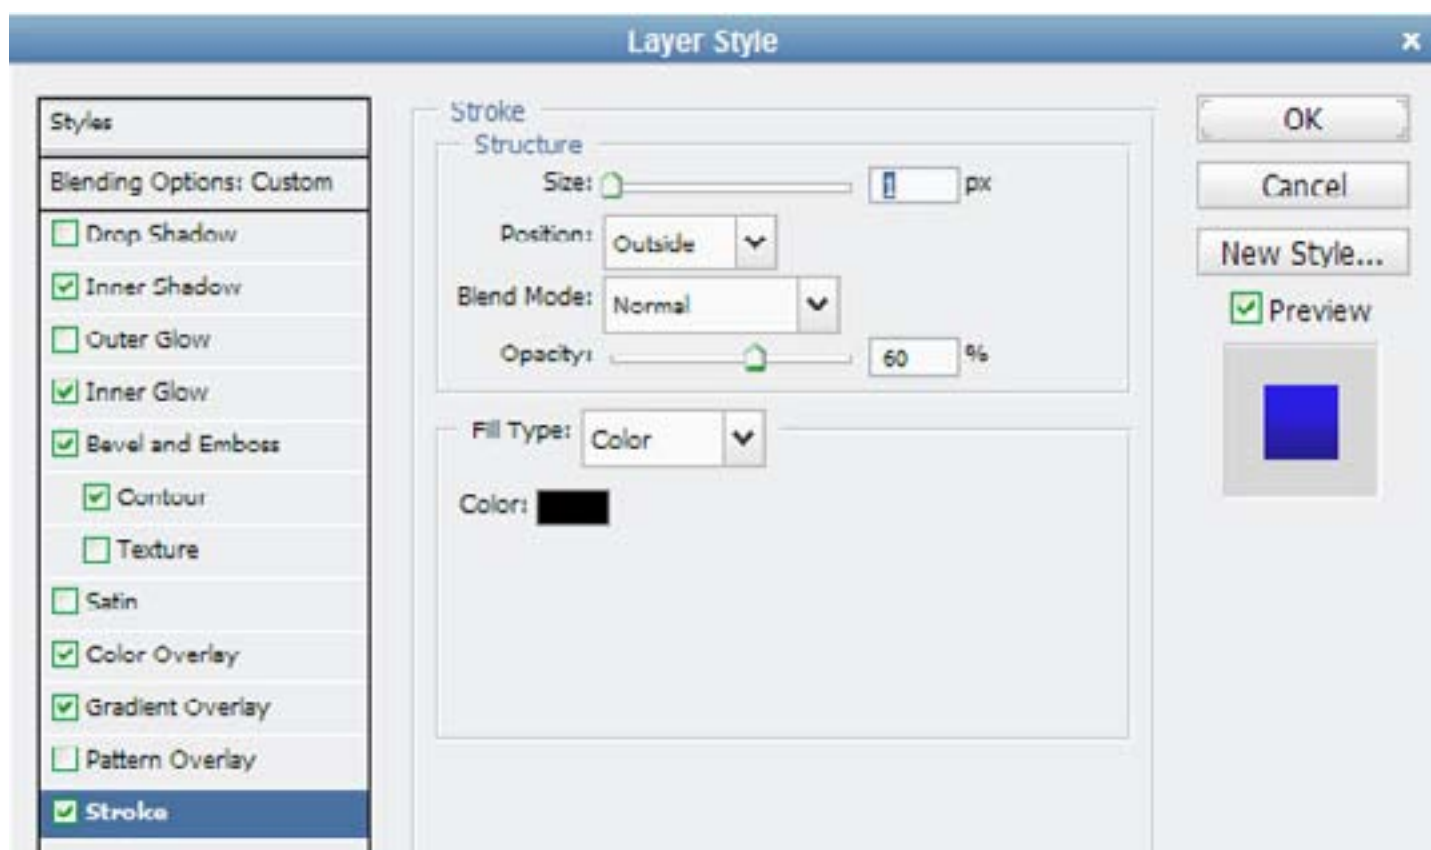 Layer Style
Styles
Blending Options: Custom
Drop Shadow
Inner Shadow
Outer Glow
Inner Glow
Bevel and Emboss
Contour
Texture
Satin
Color Overlay
Gradient Overlay
Pattern Overlay
Stroke
Stroke
Structure
Size: 1 px
Position: Outside
Blend Mode: Normal
Opacity: 60 %
Fill Type: Color
Color:
OK
Cancel
New Style...
Preview